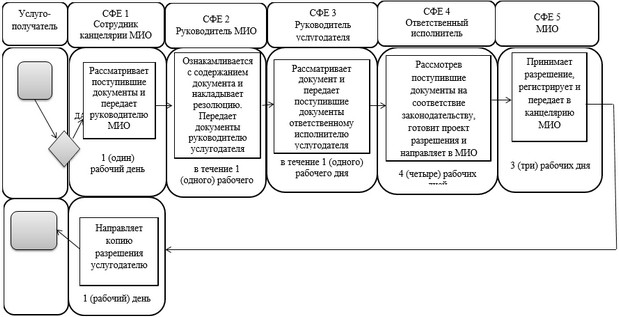 Услуго-
получатель
СФЕ 1
Сотрудник
канцелярии МИО
СФЕ 2
Руководитель МИО
СФЕ 3
Руководитель
услугодателя
СФЕ 4
Ответственный
исполнитель
СФЕ 5
МИО
Рассматривает
поступившие
документы и
передает
руководителю
МИО
1 (один)
рабочий день
Ознакамливается
с содержанием
документа и
накладывает
резолюцию.
Передает
документы
руководителю
услугодателя
в течение 1
(одного) рабочего
Рассматривает
документ и
передает
поступившие
документы
ответственному
исполнителю
услугодателя
в течение 1 (одного)
рабочего дня
Рассмотрев
поступившие
документы на
соответствие
законодательству,
готовит проект
разрешения и
направляет в МИО
4 (четыре) рабочих
Принимает
разрешение,
регистрирует и
передает в
канцелярию
МИО
3 (три) рабочих дня
Направляет
копию
разрешения
услугодателю
1 (рабочий) день